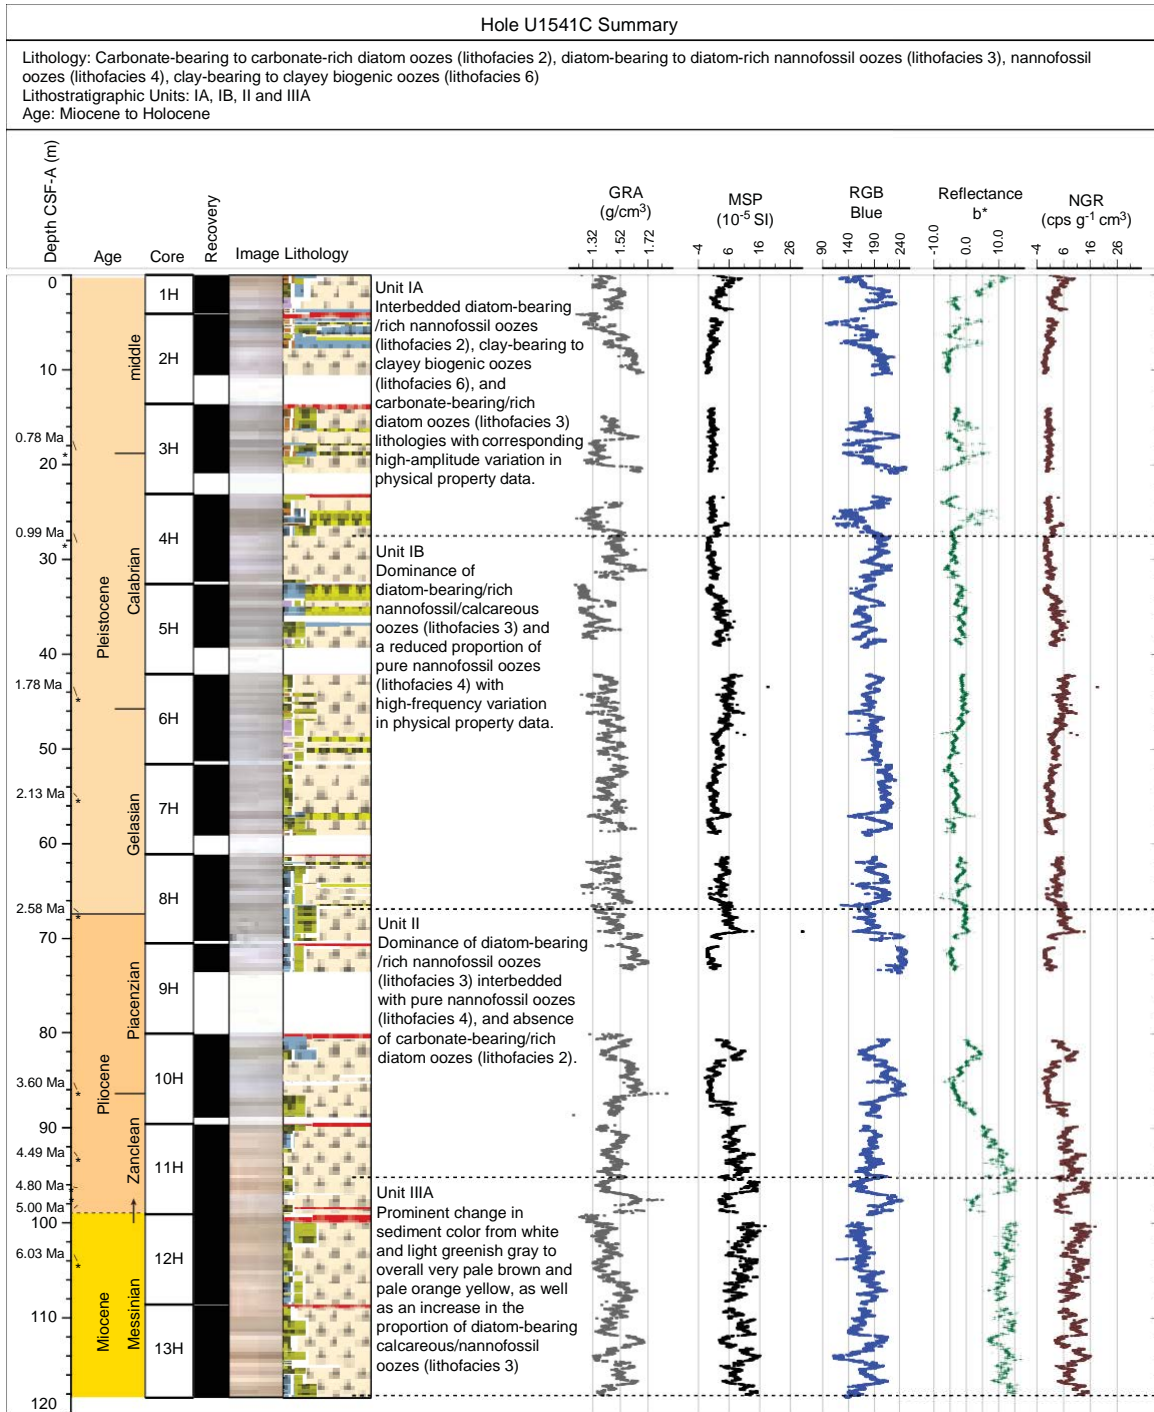 Hole U1541C Summary
Lithology: Carbonate-bearing to carbonate-rich diatom oozes (lithofacies 2), diatom-bearing to diatom-rich nannofossil oozes (lithofacies 3), nannofossil
oozes (lithofacies 4), clay-bearing to clayey biogenic oozes (lithofacies 6)
Lithostratigraphic Units: IA, IB, II and IIIA
Age: Miocene to Holocene
Depth CSF-A (m)
Age
Core
Recovery
Image Lithology
GRA
(g/cm³)
1.32 1.52 1.72
MSP
(10⁻⁵ SI)
-4 6 16 26
RGB
Blue
90 140 190 240
Reflectance
b*
-10.0 0.0 10.0
NGR
(cps g⁻¹ cm³)
4 16 26
0
10
20
30
40
50
60
70
80
90
100
110
120
0.78 Ma
*
0.99 Ma
*
1.78 Ma
*
2.13 Ma
*
2.58 Ma
*
3.60 Ma
*
4.49 Ma
*
4.80 Ma
*
5.00 Ma
*
6.03 Ma
*
Pleistocene
Pliocene
Miocene
middle
Calabrian
Gelasian
Piacenzian
Zanclean
Messinian
1H
2H
3H
4H
5H
6H
7H
8H
9H
10H
11H
12H
13H
Unit IA
Interbedded diatom-bearing
/rich nannofossil oozes
(lithofacies 2), clay-bearing to
clayey biogenic oozes
(lithofacies 6), and
carbonate-bearing/rich
diatom oozes (lithofacies 3)
lithologies with corresponding
high-amplitude variation in
physical property data.
Unit IB
Dominance of
diatom-bearing/rich
nannofossil/calcareous
oozes (lithofacies 3) and
a reduced proportion of
pure nannofossil oozes
(lithofacies 4) with
high-frequency variation
in physical property data.
Unit II
Dominance of diatom-bearing
/rich nannofossil oozes
(lithofacies 3) interbedded
with pure nannofossil oozes
(lithofacies 4), and absence
of carbonate-bearing/rich
diatom oozes (lithofacies 2).
Unit IIIA
Prominent change in
sediment color from white
and light greenish gray to
overall very pale brown and
pale orange yellow, as well
as an increase in the
proportion of diatom-bearing
calcareous/nannofossil
oozes (lithofacies 3)